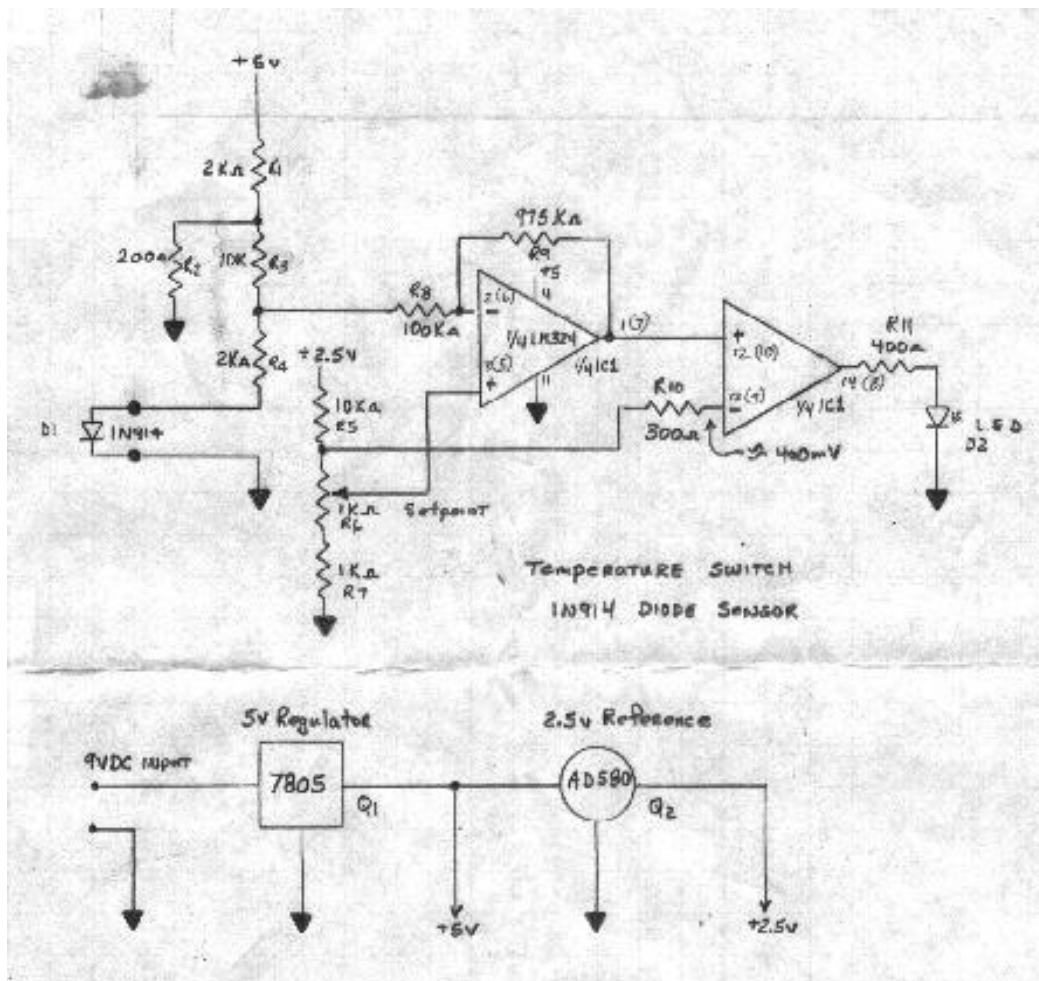 +5v
2KΩ R1
975KΩ
R9
200Ω R2
10K R3
+5
4
R8
2(6)
100KΩ
1/4 LM324
1(7)
+
12(10)
R11
400Ω
2KΩ R4
+2.5V
3(5)
+
1/4 IC1
11
R10
14(8)
10KΩ
R5
300Ω
1/4 IC1
LED
D2
D1
1N914
400mV
1KΩ
R6
Setpoint
1KΩ
R7
TEMPERATURE SWITCH
1N914 DIODE SENSOR
5v Regulator
2.5v Reference
9VDC INPUT
7805
Q1
AD580
Q2
+5v
+2.5v